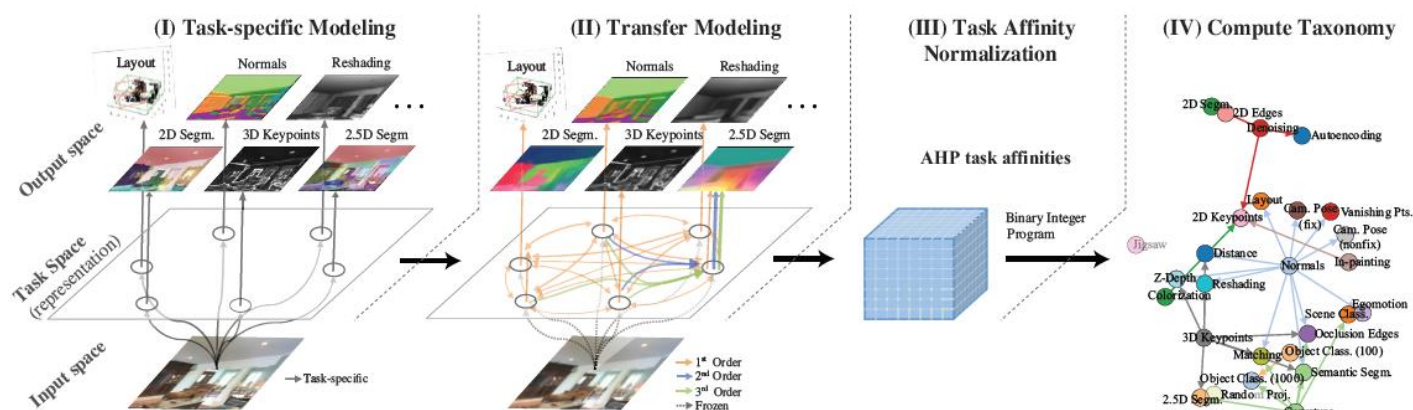 (I) Task-specific Modeling
(II) Transfer Modeling
(III) Task Affinity
Normalization
(IV) Compute Taxonomy
Output space
Task Space
(representation)
Input space
Layout
Normals
Reshading
2D Segm.
3D Keypoints
2.5D Segm
. . .
Task-specific
Layout
Normals
Reshading
2D Segm.
3D Keypoints
2.5D Segm
. . .
1st Order
2nd Order
3rd Order
Frozen
AHP task affinities
Binary Integer
Program
2D Segm.
2D Edges
Denoising
Autoencoding
Layout
2D Keypoints
Cam. Pose
(fix)
Vanishing Pts.
Cam. Pose
(nonfix)
Jigsaw
Distance
Normals
In-painting
Z-Depth
Reshading
Colorization
Egomotion
Scene Class.
3D Keypoints
Occlusion Edges
Matching
Object Class. (100)
Object Class. (1000)
Semantic Segm.
2.5D Segm.
Random Proj.